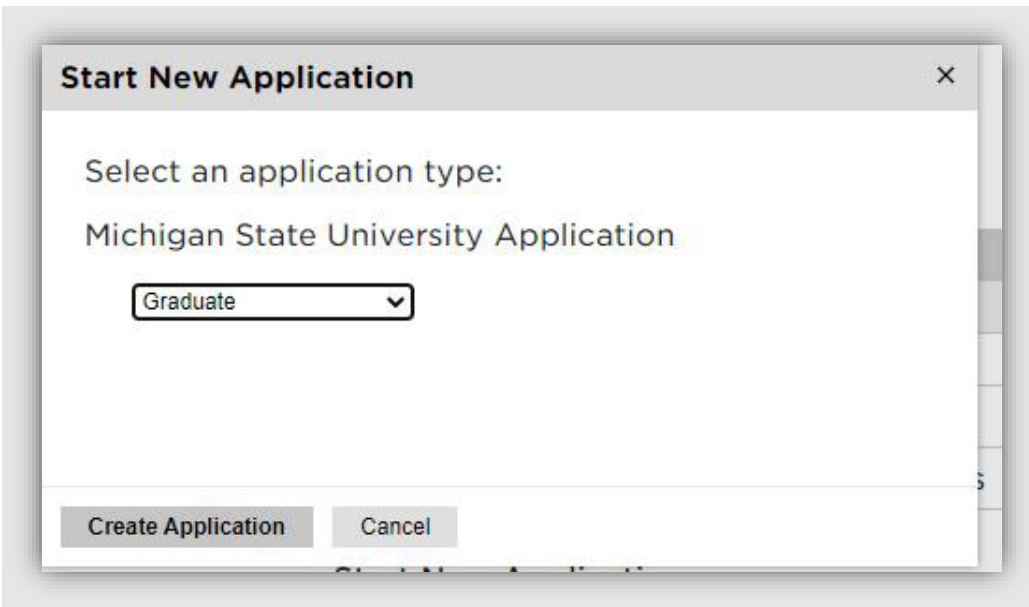 Start New Application ×
Select an application type:
Michigan State University Application
Graduate
Create Application Cancel